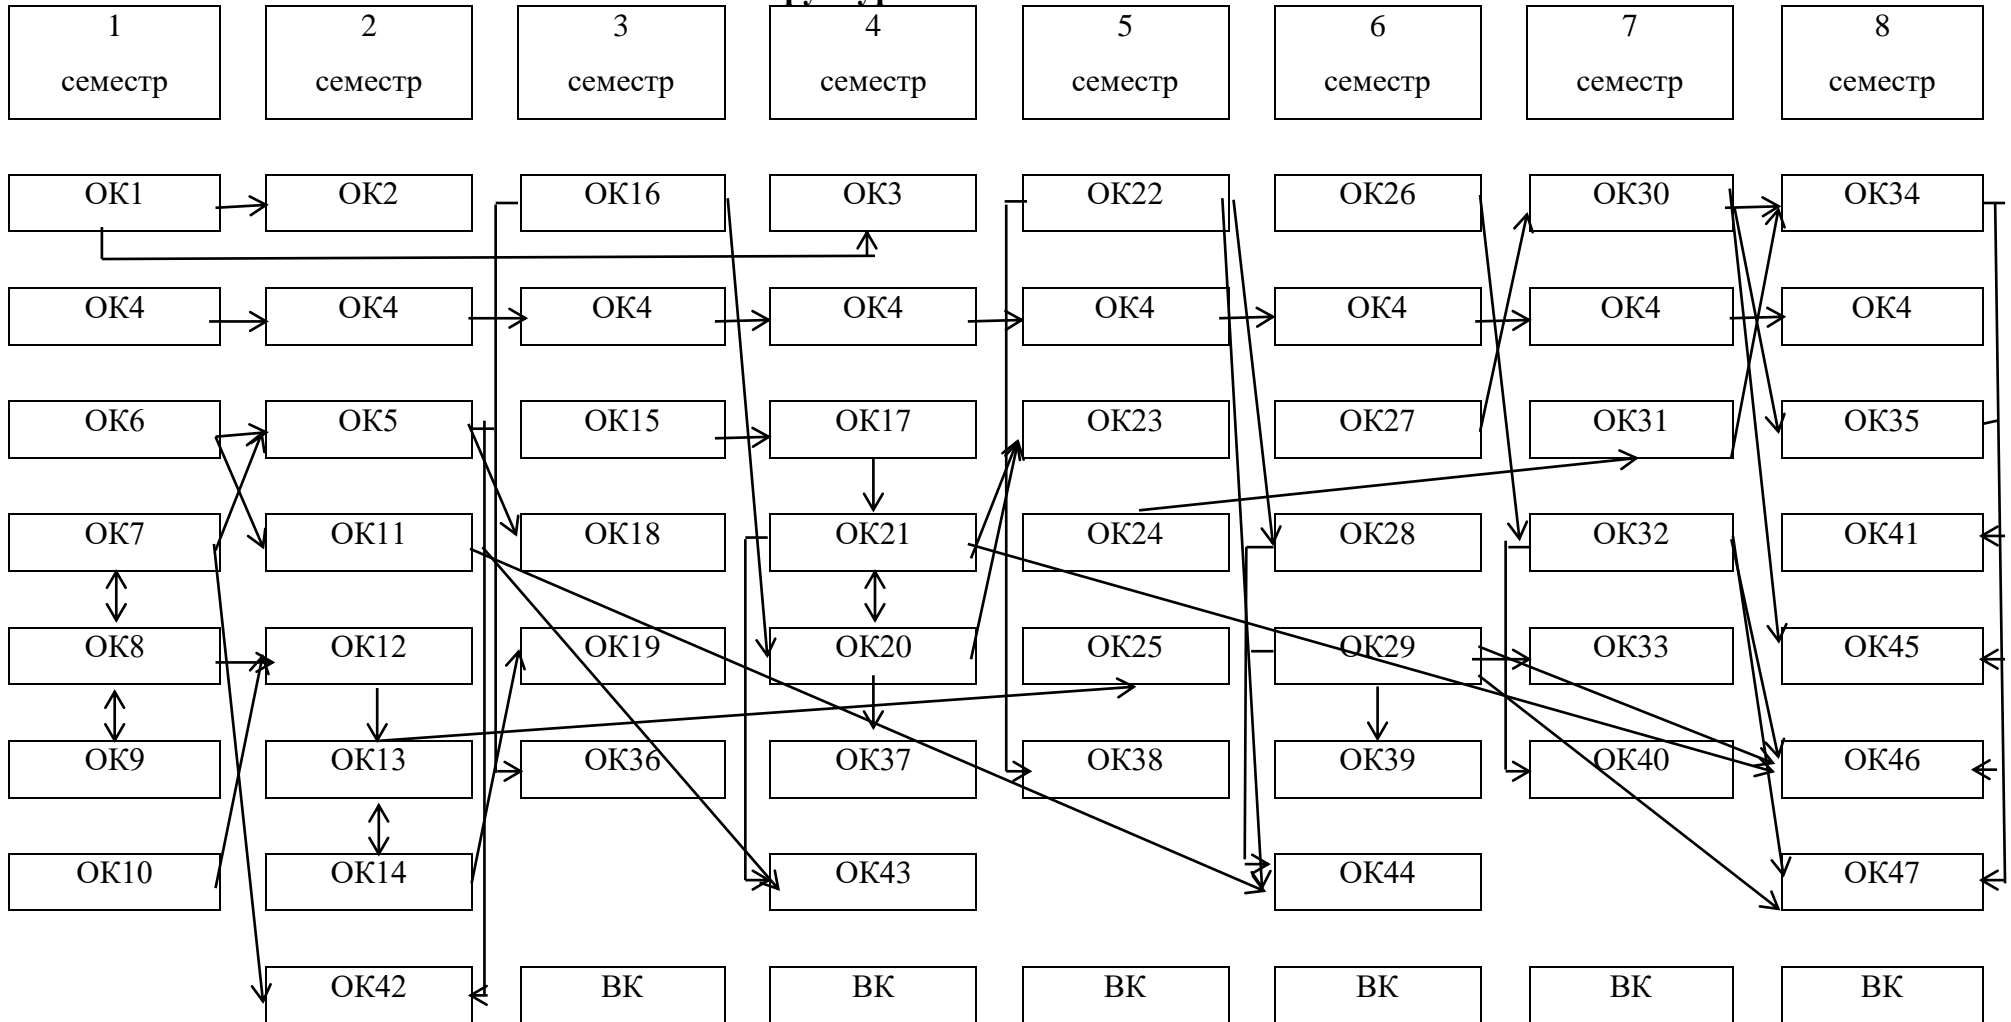 1
семестр
2
семестр
3
семестр
4
семестр
5
семестр
6
семестр
7
семестр
8
семестр
ОК1
ОК2
ОК16
ОК3
ОК22
ОК26
ОК30
ОК34
ОК4
ОК4
ОК4
ОК4
ОК4
ОК4
ОК4
ОК4
ОК6
ОК5
ОК15
ОК17
ОК23
ОК27
ОК31
ОК35
ОК7
ОК11
ОК18
ОК21
ОК24
ОК28
ОК32
ОК41
ОК8
ОК12
ОК19
ОК20
ОК25
ОК29
ОК33
ОК45
ОК9
ОК13
ОК36
ОК37
ОК38
ОК39
ОК40
ОК46
ОК10
ОК14
ОК43
ОК44
ОК47
ОК42
ВК
ВК
ВК
ВК
ВК
ВК